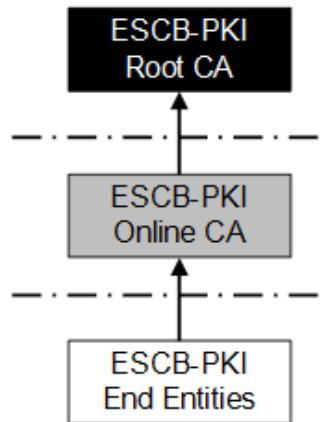 ESCB-PKI
Root CA
ESCB-PKI
Online CA
ESCB-PKI
End Entities